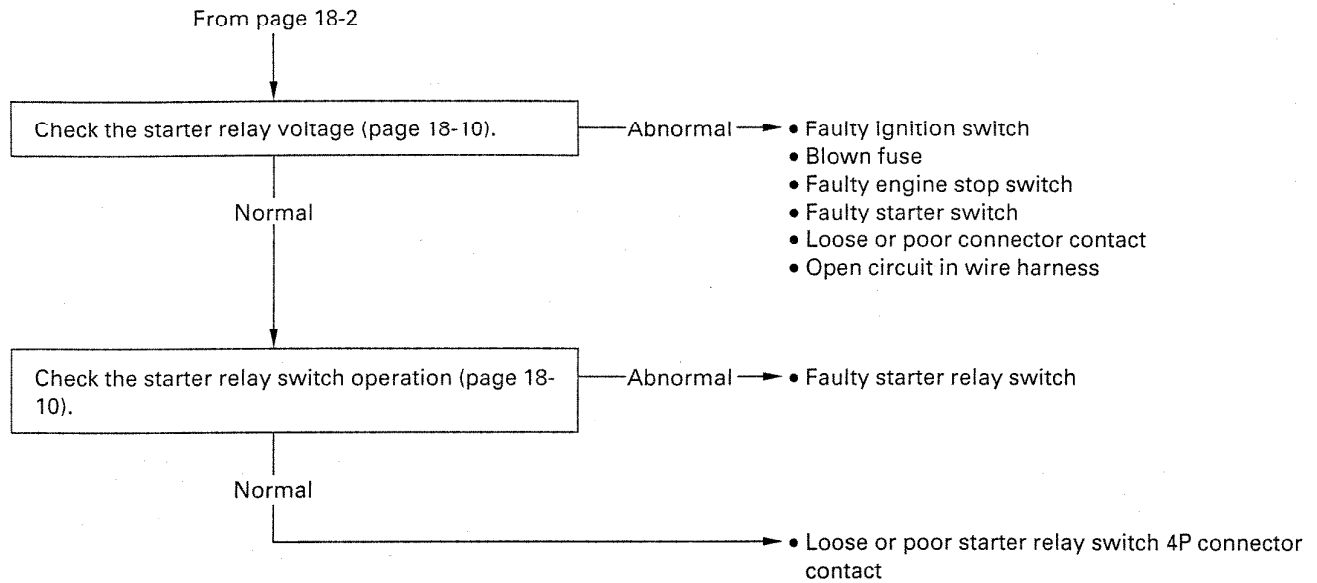 From page 18-2
Check the starter relay voltage (page 18-10).
Abnormal
• Faulty ignition switch
• Blown fuse
• Faulty engine stop switch
• Faulty starter switch
• Loose or poor connector contact
• Open circuit in wire harness
Normal
Check the starter relay switch operation (page 18-
10).
Abnormal
• Faulty starter relay switch
Normal
• Loose or poor starter relay switch 4P connector
contact